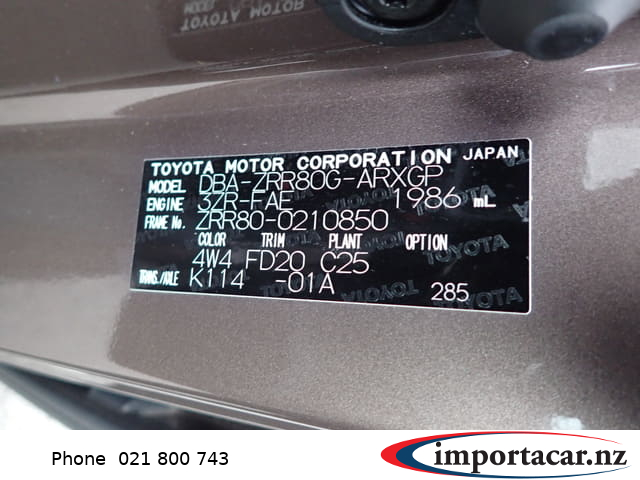 TOYOTA MOTOR CORPORATION JAPAN
MODEL DBA-ZRR80G-ARXGP
ENGINE 3ZR-FAE 1986 mL
FRAME No. ZRR80-0210850
COLOR TRIM PLANT OPTION
4W4 FD20 C25
TRANS./AXLE K114 -01A
285
Phone 021 800 743
importacar.nz